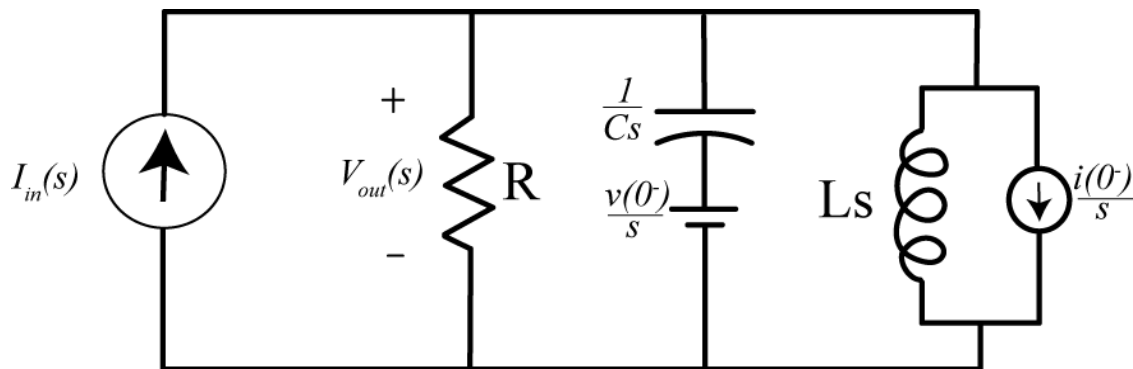 I_in(s)
+
V_out(s)
−
R
1/Cs
v(0⁻)/s
Ls
i(0⁻)/s